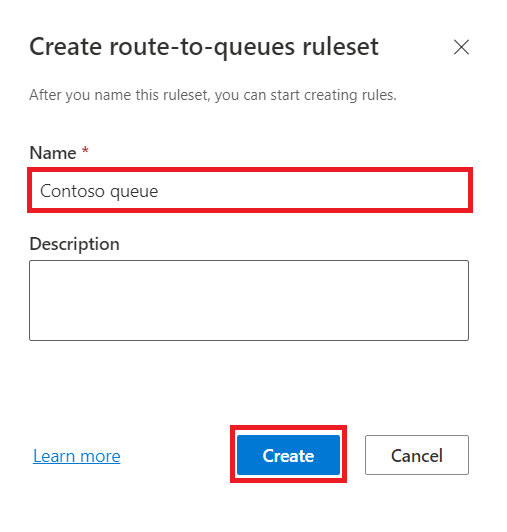 Create route-to-queues ruleset
After you name this ruleset, you can start creating rules.
Name *
Contoso queue
Description
Learn more
Create
Cancel